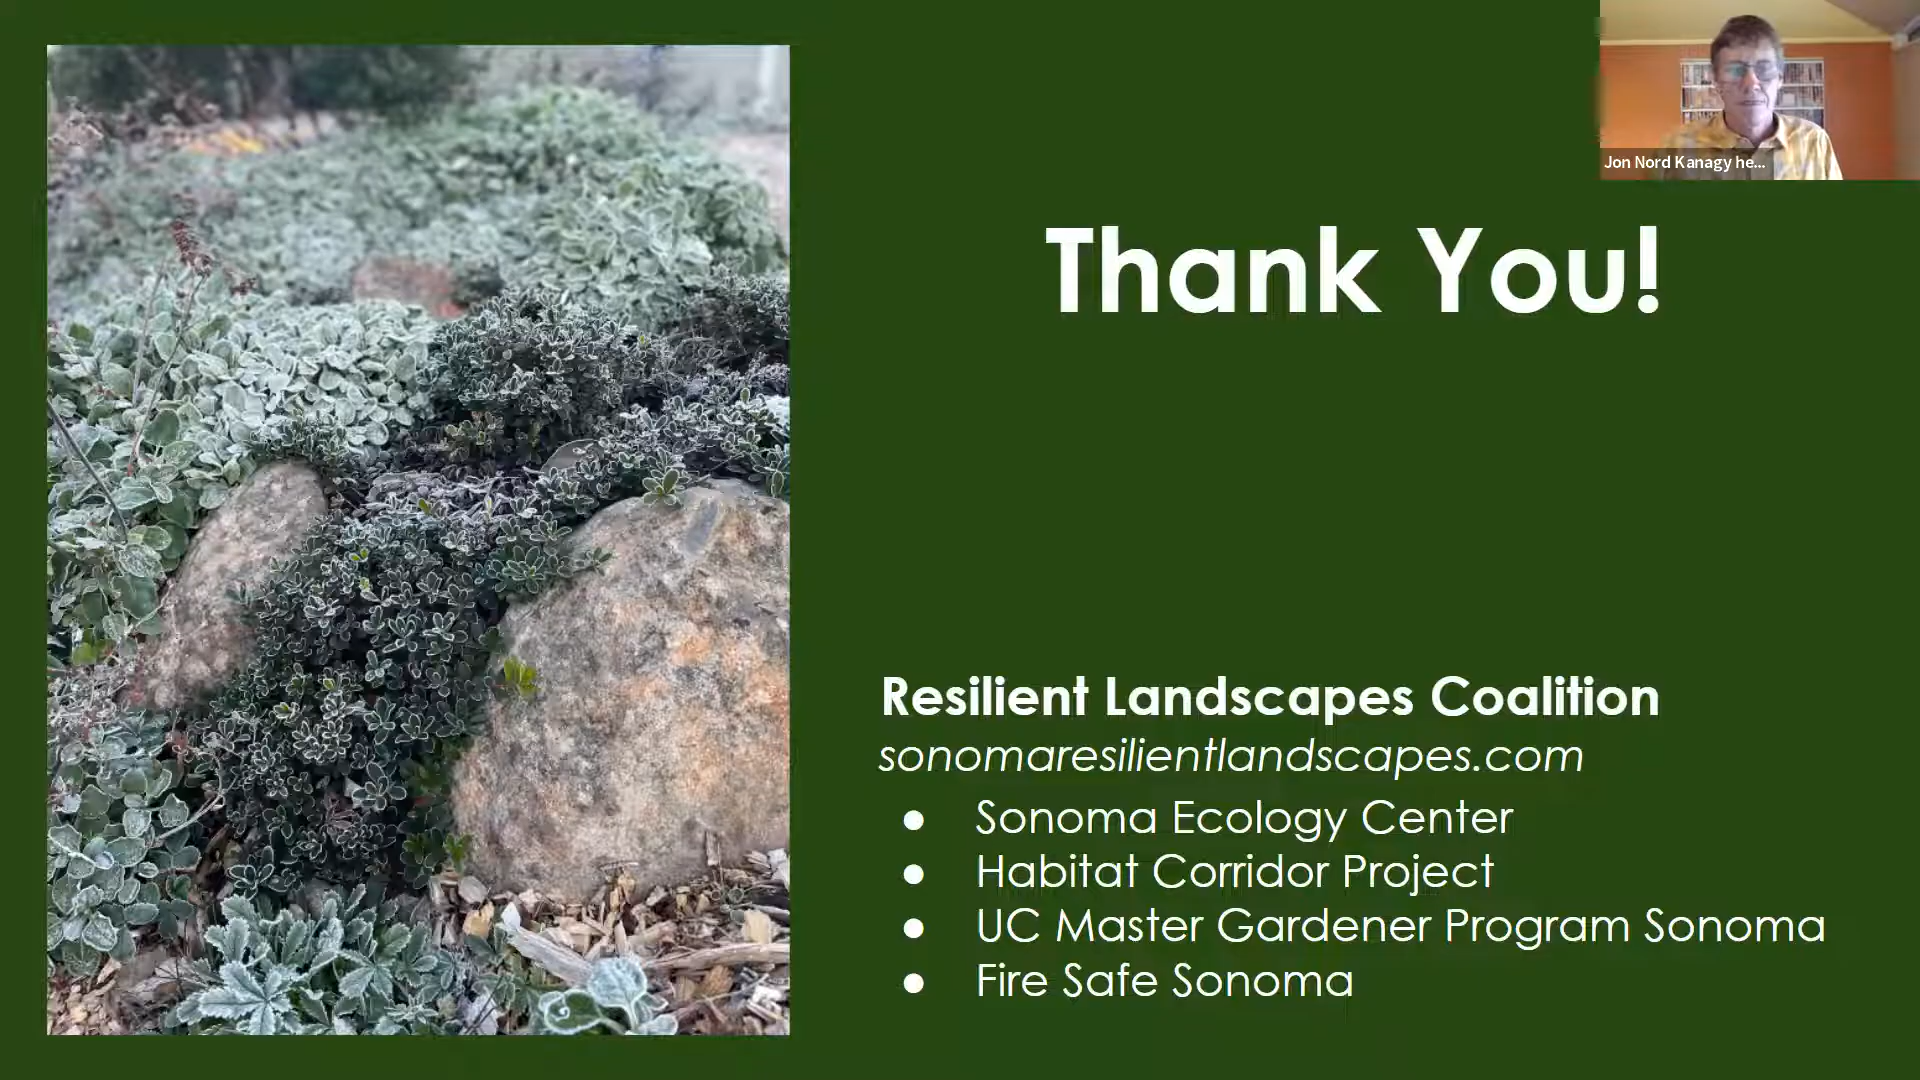 Jon Nord Kanagy he...
Thank You!
Resilient Landscapes Coalition
sonomaresilientlandscapes.com
● Sonoma Ecology Center
● Habitat Corridor Project
● UC Master Gardener Program Sonoma
● Fire Safe Sonoma